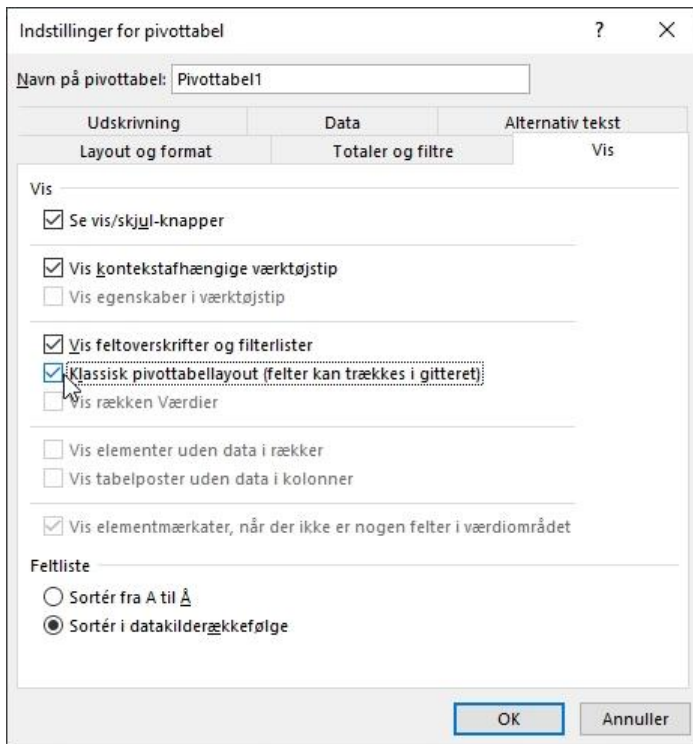 Indstillinger for pivottabel
Navn på pivottabel: Pivottabel1
Udskrivning Data Alternativ tekst
Layout og format Totaler og filtre Vis
Vis
Se vis/skjul-knapper
Vis kontekstafhængige værktøjstip
Vis egenskaber i værktøjstip
Vis feltoverskrifter og filterlister
Klassisk pivottabellayout (felter kan trækkes i gitteret)
Vis rækken Værdier
Vis elementer uden data i rækker
Vis tabelposter uden data i kolonner
Vis elementmærkater, når der ikke er nogen felter i værdiområdet
Feltliste
Sortér fra A til Å
Sortér i datakilderækkefølge
OK Annuller